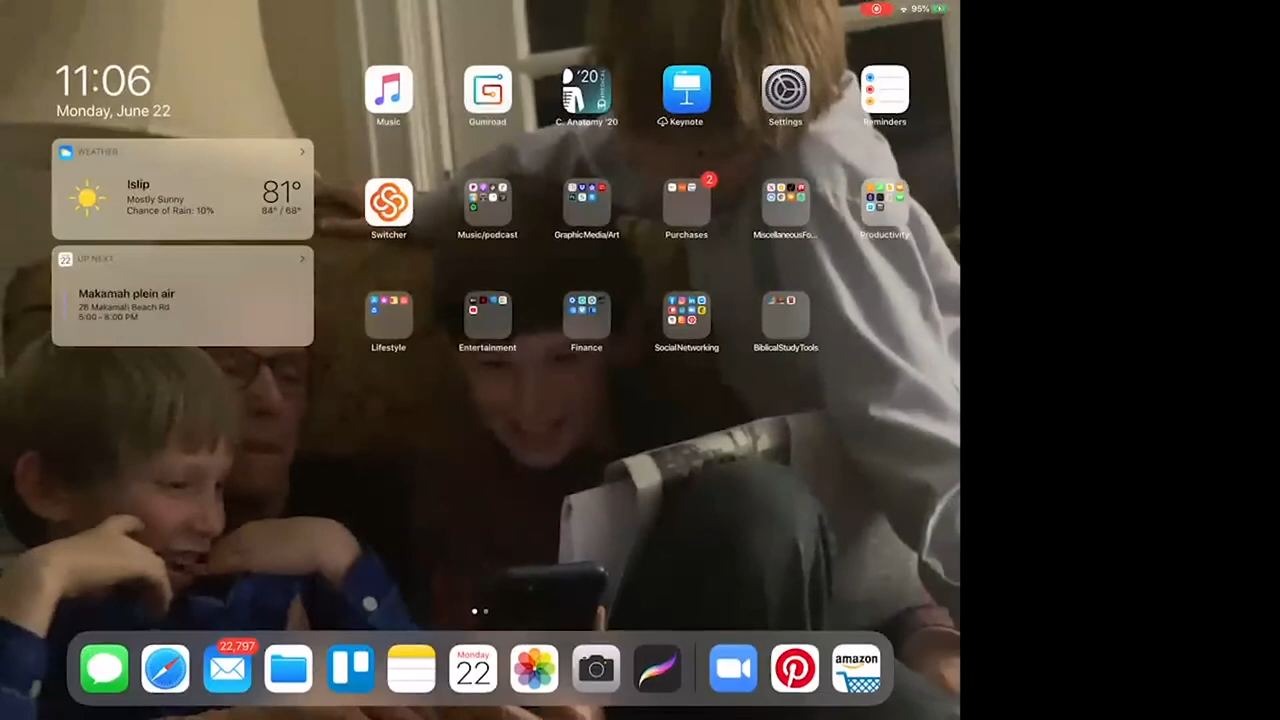 95%
11:06
Monday, June 22
WEATHER
Islip
Mostly Sunny
Chance of Rain: 10%
81°
84° / 68°
22
UP NEXT
Makamah plein air
28 Makamah Beach Rd
5:00 - 8:00 PM
'20
MEDICAL
Music
Gumroad
C. Anatomy '20
Keynote
Settings
Reminders
2
Switcher
Music/podcast
GraphicMedia/Art
Purchases
MiscellaneousFo...
Productivity
Lifestyle
Entertainment
Finance
SocialNetworking
BiblicalStudyTools
22,797
Monday
22
amazon